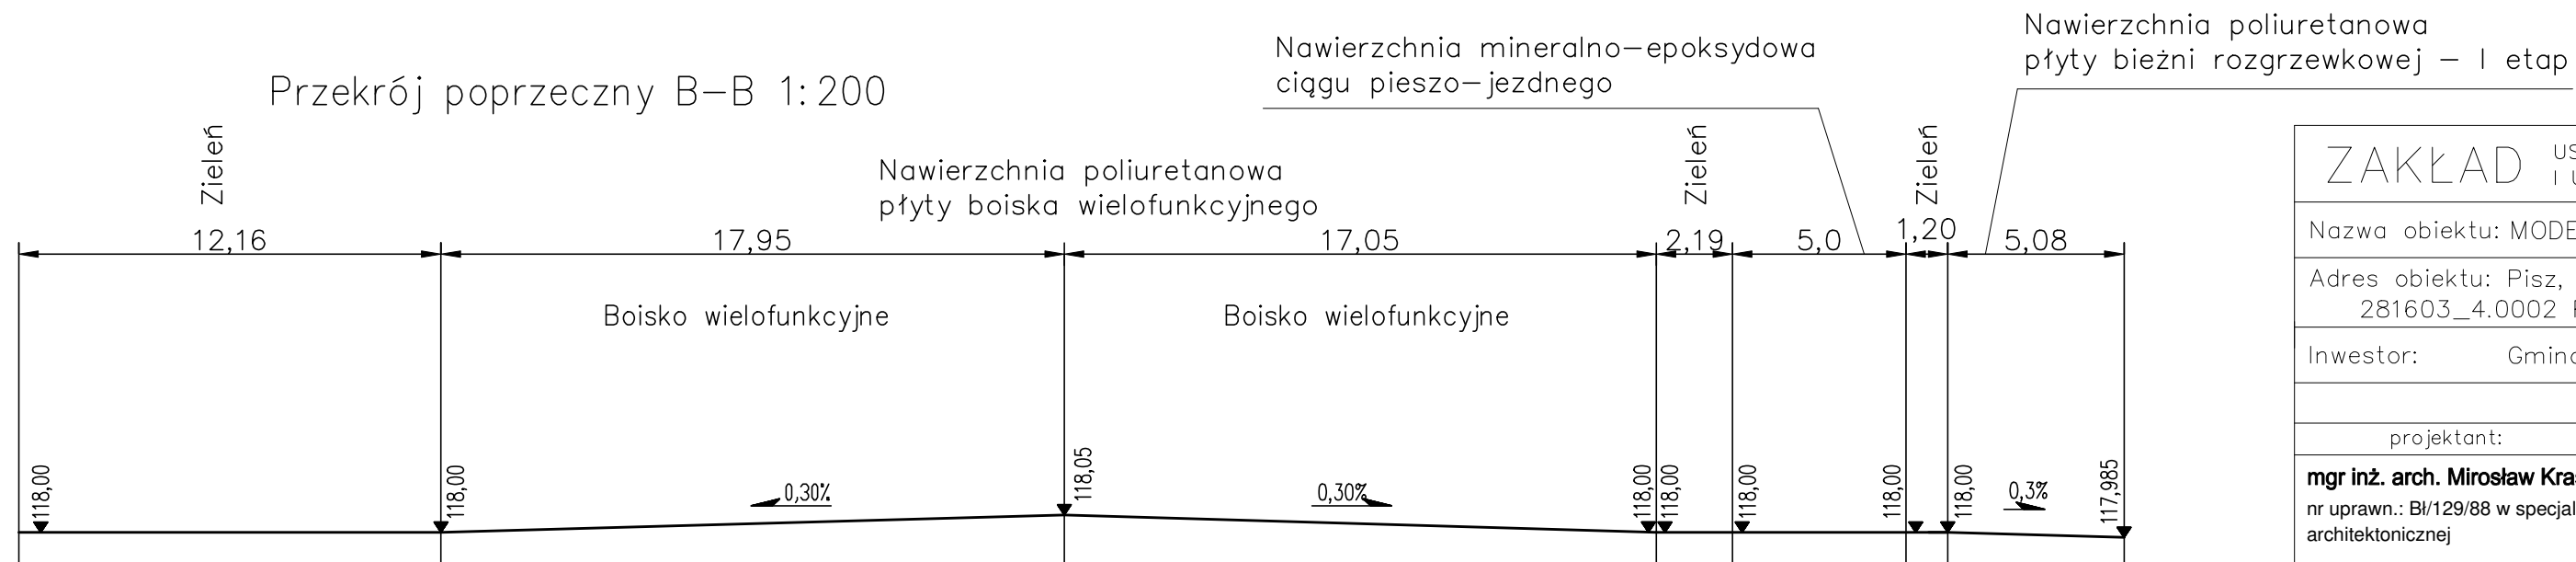 Przekrój poprzeczny B–B 1:200
Nawierzchnia mineralno–epoksydowa
ciągu pieszo–jezdnego
Nawierzchnia poliuretanowa
płyty bieżni rozgrzewkowej – I etap
Zieleń
Nawierzchnia poliuretanowa
płyty boiska wielofunkcyjnego
Zieleń
Zieleń
12,16
17,95
17,05
2,19
5,0
1,20
5,08
Boisko wielofunkcyjne
Boisko wielofunkcyjne
118,00
118,00
0,30%
118,05
0,30%
118,00
118,00
118,00
118,00
118,00
0,3%
117,985
ZAKŁAD
Nazwa obiektu:
Adres obiektu: Pisz,
281603_4.0002
Inwestor:
projektant:
mgr inż. arch. Mirosław
nr uprawn.: Bł/129/88 w
architektonicznej